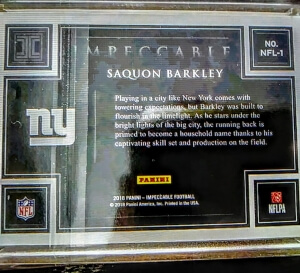 NO.
NFL-1
IMPECCABLE
SAQUON BARKLEY
Playing in a city like New York comes with
towering expectations, but Barkley was built to
flourish in the limelight. As he stars under the
bright lights of the big city, the running back is
primed to become a household name thanks to his
captivating skill set and production on the field.
ny
PANINI
NFL
NFLPA
2018 PANINI – IMPECCABLE FOOTBALL
© 2019 Panini America, Inc. Printed in the USA.